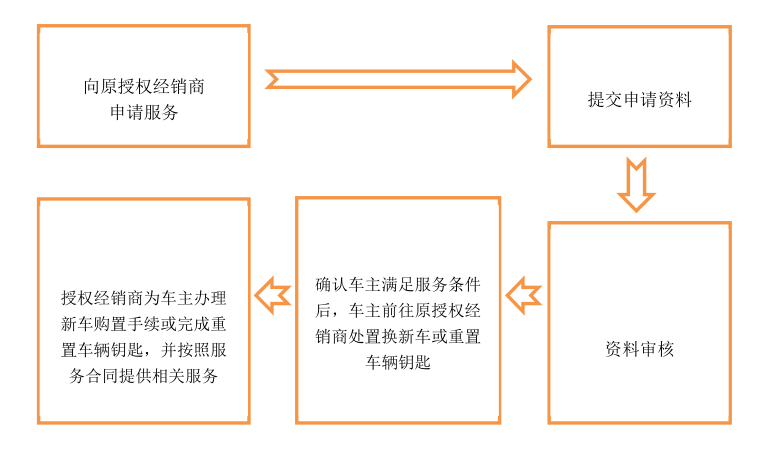 向原授权经销商
申请服务
提交申请资料
资料审核
确认车主满足服务条件
后，车主前往原授权经
销商处置换新车或重置
车辆钥匙
授权经销商为车主办理
新车购置手续或完成重
置车辆钥匙，并按照服
务合同提供相关服务